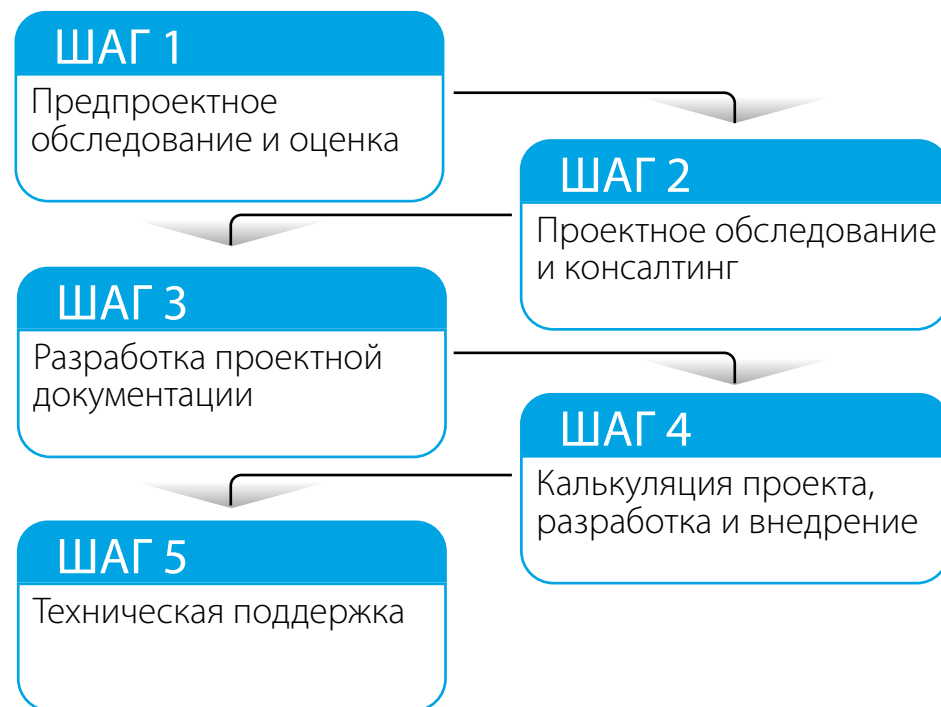 ШАГ 1
Предпроектное
обследование и оценка
ШАГ 2
Проектное обследование
и консалтинг
ШАГ 3
Разработка проектной
документации
ШАГ 4
Калькуляция проекта,
разработка и внедрение
ШАГ 5
Техническая поддержка